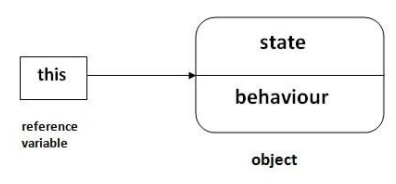 state
this
behaviour
reference
variable
object